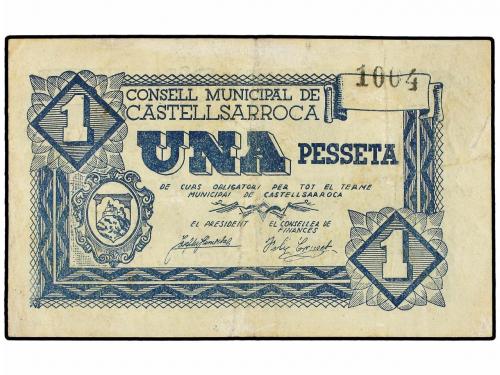 1004
1
CONSELL MUNICIPAL DE
CASTELLSARROCA
UNA PESSETA
DE CURS OBLIGATORI PER TOT EL TERME
MUNICIPAL DE CASTELLSARROCA
EL PRESIDENT EL CONSELLER DE
FINANCES
1